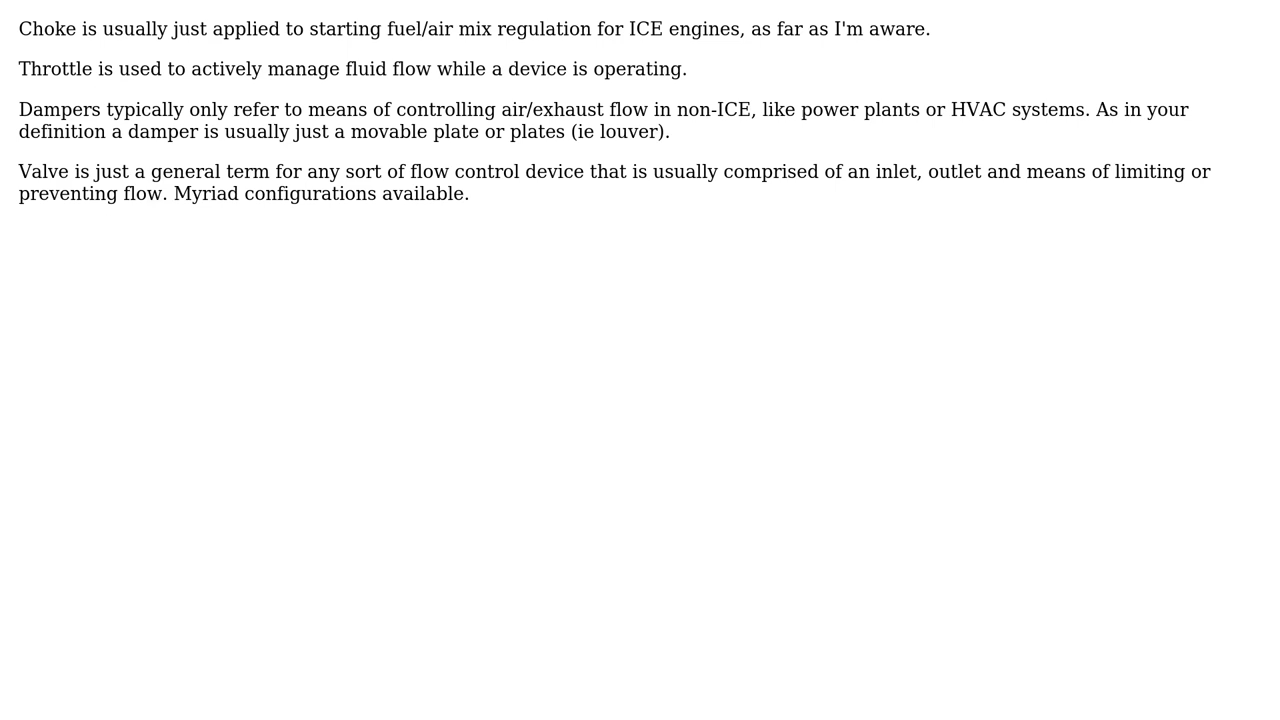 Choke is usually just applied to starting fuel/air mix regulation for ICE engines, as far as I'm aware.
Throttle is used to actively manage fluid flow while a device is operating.
Dampers typically only refer to means of controlling air/exhaust flow in non-ICE, like power plants or HVAC systems. As in your
definition a damper is usually just a movable plate or plates (ie louver).
Valve is just a general term for any sort of flow control device that is usually comprised of an inlet, outlet and means of limiting or
preventing flow. Myriad configurations available.